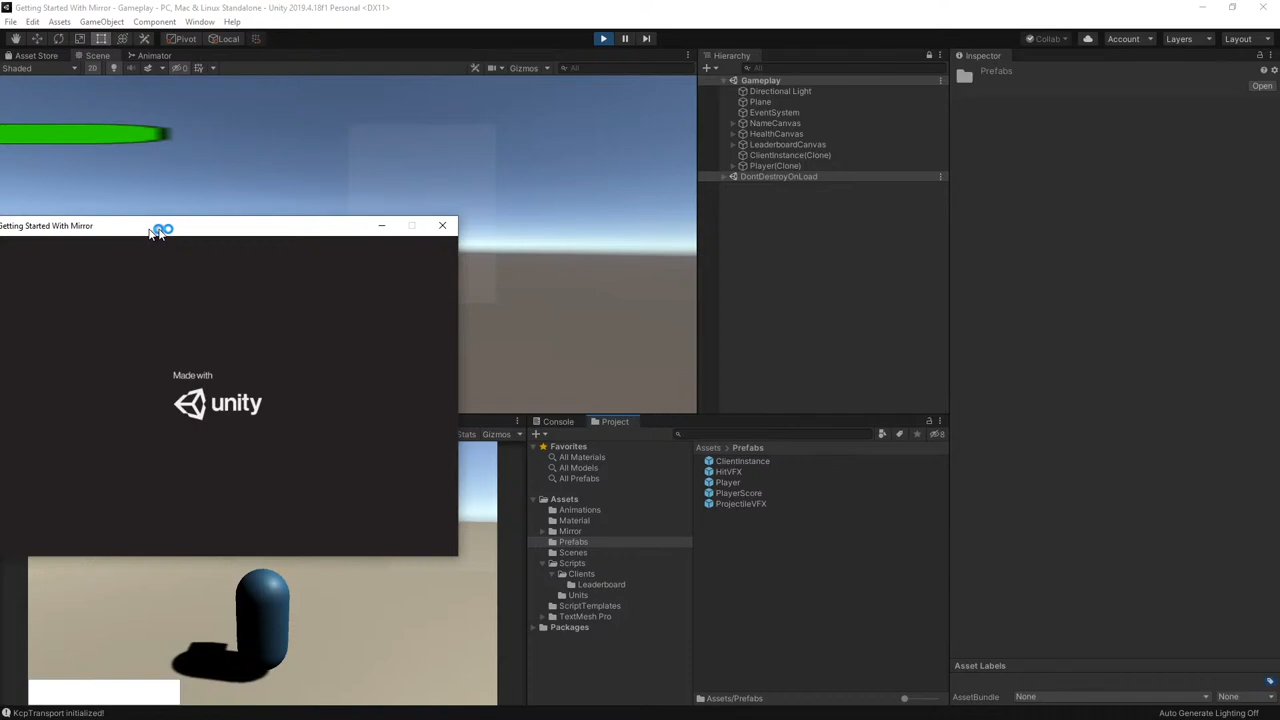 Getting Started With Mirror - Gameplay - PC, Mac & Linux Standalone - Unity 2019.4.18f1 Personal <DX11>
File Edit Assets GameObject Component Window Help
Pivot Local Collab Account Layers Layout
Asset Store Scene Animator
Shaded 2D 0 Gizmos All
Hierarchy
All
Gameplay
Directional Light
Plane
EventSystem
NameCanvas
HealthCanvas
LeaderboardCanvas
ClientInstance(Clone)
Player(Clone)
DontDestroyOnLoad
Inspector
Prefabs
Open
Getting Started With Mirror
Made with
unity
Stats Gizmos
Console Project
8
Favorites
All Materials
All Models
All Prefabs
Assets
Animations
Material
Mirror
Prefabs
Scenes
Scripts
Clients
Leaderboard
Units
ScriptTemplates
TextMesh Pro
Packages
Assets > Prefabs
ClientInstance
HitVFX
Player
PlayerScore
ProjectileVFX
Assets/Prefabs
Asset Labels
AssetBundle None None
KcpTransport initialized!
Auto Generate Lighting Off